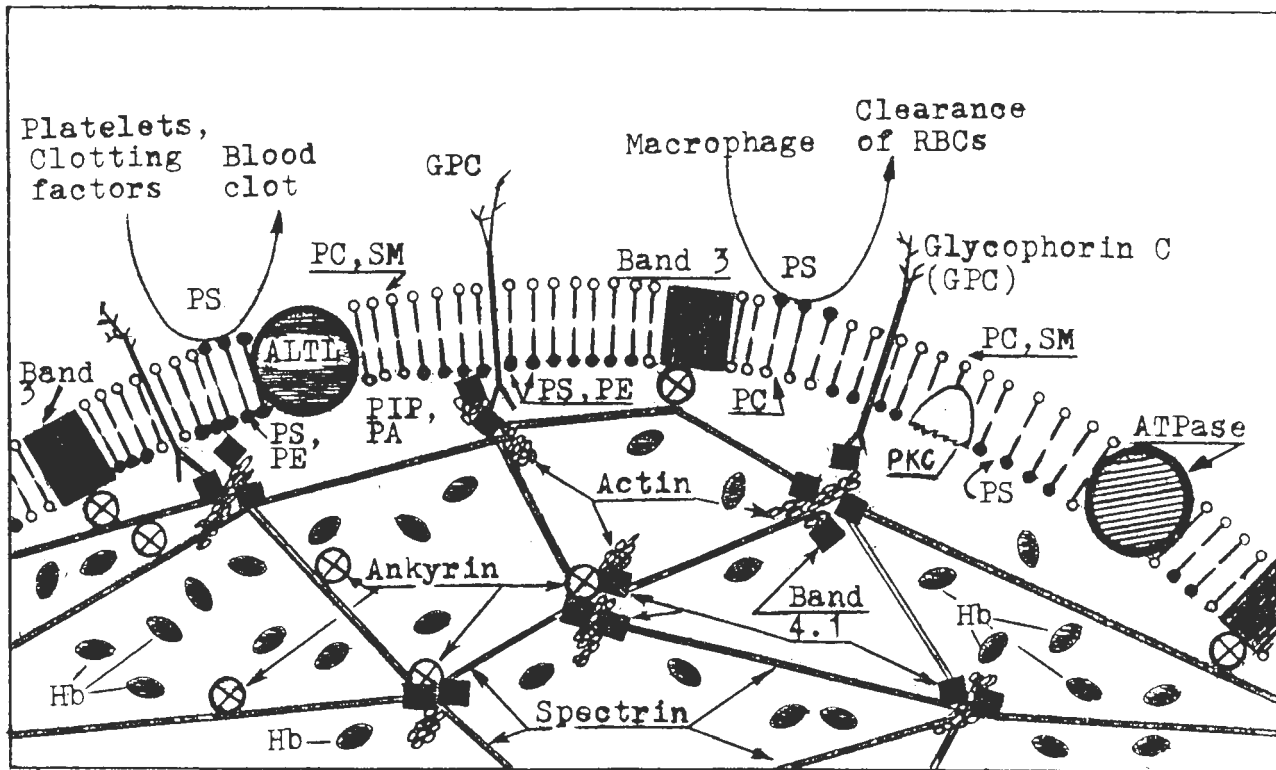 Platelets,
Clotting
factors
Blood
clot
GPC
Macrophage
Clearance
of RBCs
PC,SM
PS
Band 3
PS
Glycophorin C
(GPC)
PC,SM
Band
3
ALTL
PS,
PE
PIP,
PA
PS,PE
PC
PKC
PS
ATPase
Actin
Ankyrin
Band
4.1
Hb
Hb
Spectrin
Hb